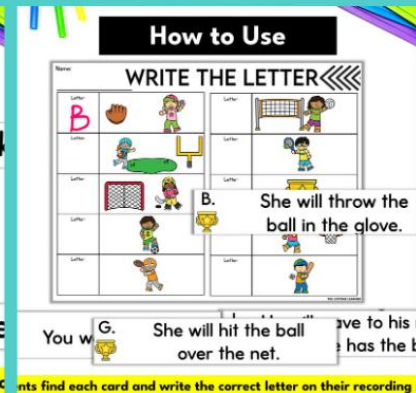 How to Use
Name:
WRITE THE LETTER
Letter:
B
Letter:
Letter:
Letter:
Letter:
Letter:
Letter:
Letter:
Letter:
B. She will throw the
ball in the glove.
Letter:
ave to his
You w
G. She will hit the ball
over the net.
has the b
nts find each card and write the correct letter on their recording